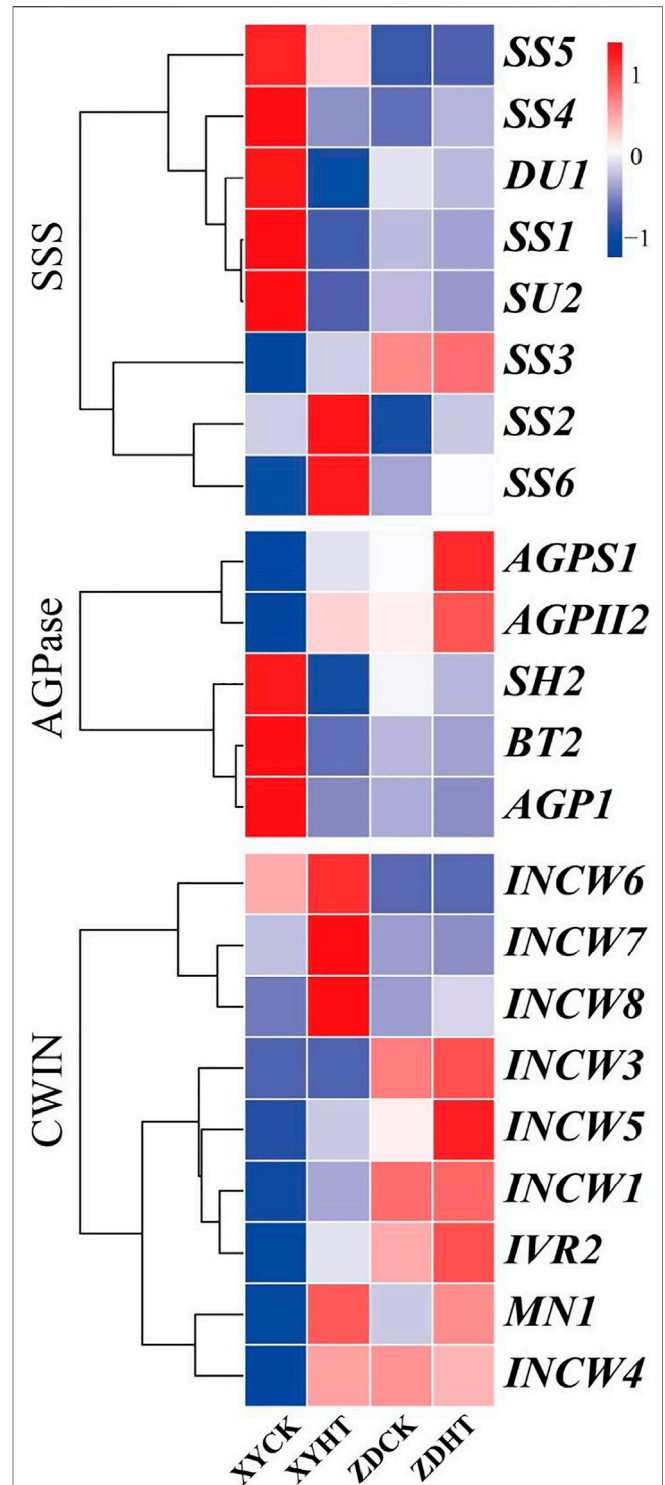 SSS
SS5
SS4
DU1
SS1
SU2
SS3
SS2
SS6
1
0
−1
AGPase
AGPS1
AGPII2
SH2
BT2
AGP1
CWIN
INCW6
INCW7
INCW8
INCW3
INCW5
INCW1
IVR2
MN1
INCW4
XYCK
XYHT
ZDCK
ZDHT